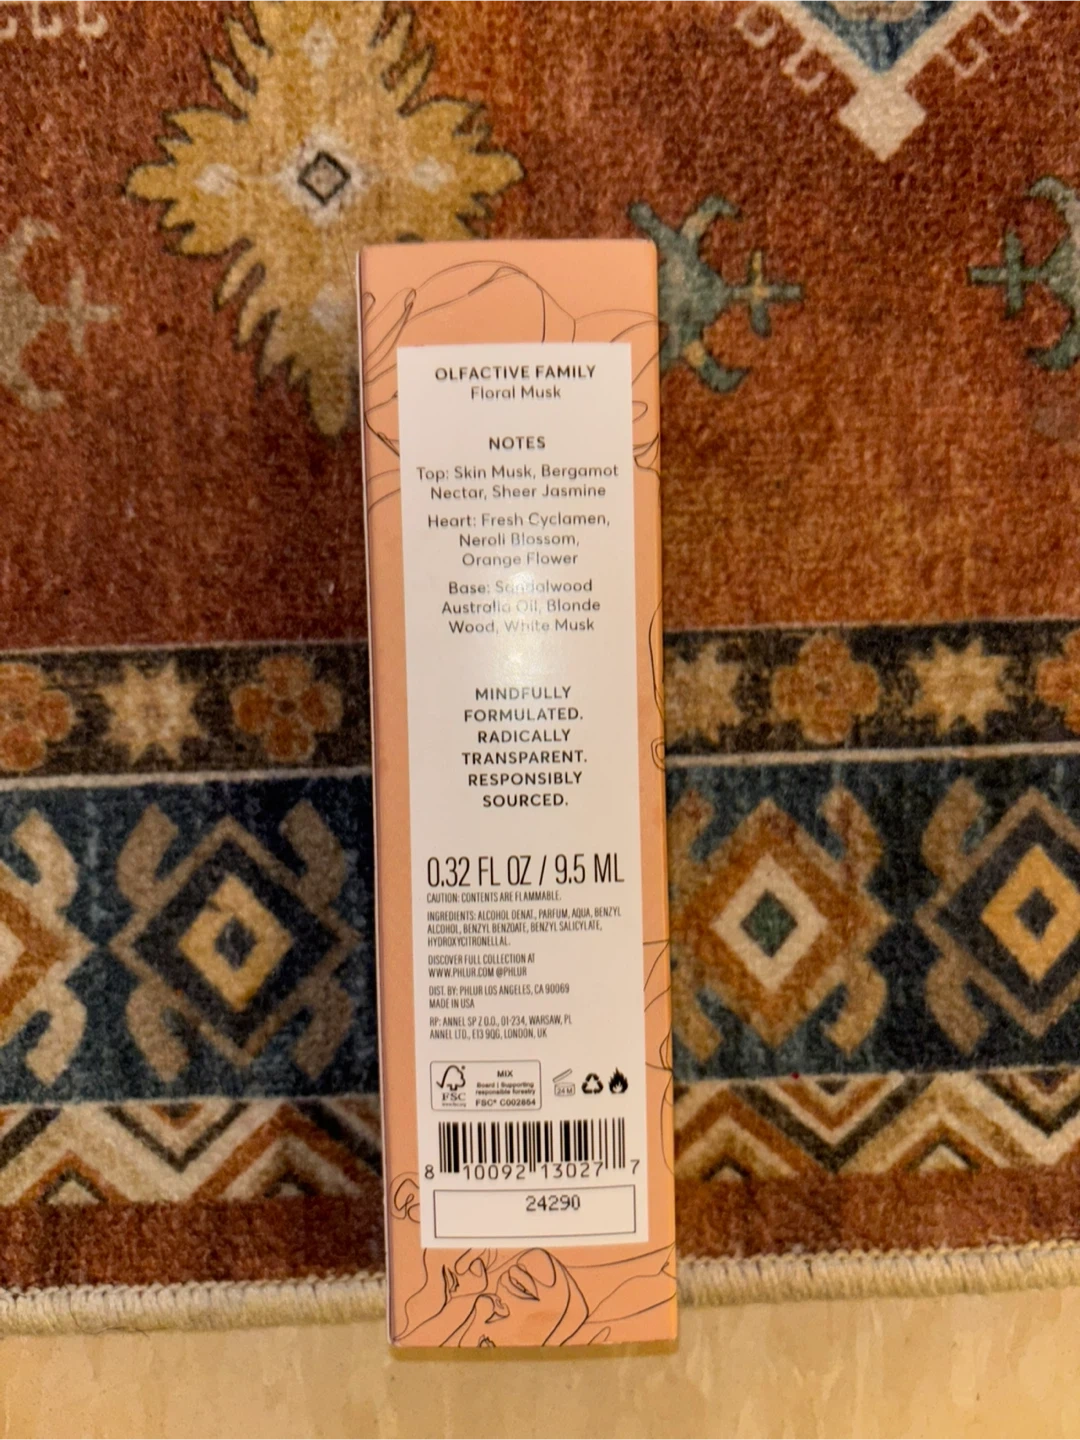 OLFACTIVE FAMILY
Floral Musk
NOTES
Top: Skin Musk, Bergamot
Nectar, Sheer Jasmine
Heart: Fresh Cyclamen,
Neroli Blossom,
Orange Flower
Base: Sandalwood
Australia Oil, Blonde
Wood, White Musk
MINDFULLY
FORMULATED.
RADICALLY
TRANSPARENT.
RESPONSIBLY
SOURCED.
0.32 FL OZ / 9.5 ML
CAUTION: CONTENTS ARE FLAMMABLE.
INGREDIENTS: ALCOHOL DENAT., PARFUM, AQUA, BENZYL
ALCOHOL, BENZYL BENZOATE, BENZYL SALICYLATE,
HYDROXYCITRONELLAL.
DISCOVER FULL COLLECTION AT
WWW.PHLUR.COM @PHLUR
DIST. BY: PHLUR LOS ANGELES, CA 90069
MADE IN USA
RP: ANNEL SP Z O.O., 01-234, WARSAW, PL
ANNEL LTD., E13 9QG, LONDON, UK
FSC
MIX
Board | Supporting
responsible forestry
FSC® C002854
24 M
8 10092 13027 7
24290